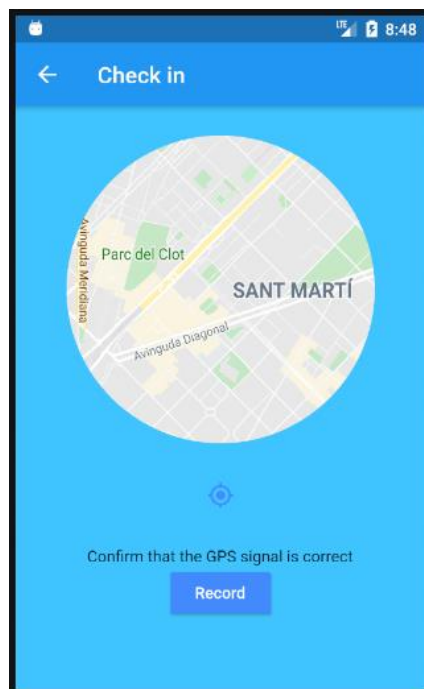 LTE 8:48
Check in
Avinguda Meridiana
Parc del Clot
SANT MARTÍ
Avinguda Diagonal
Confirm that the GPS signal is correct
Record